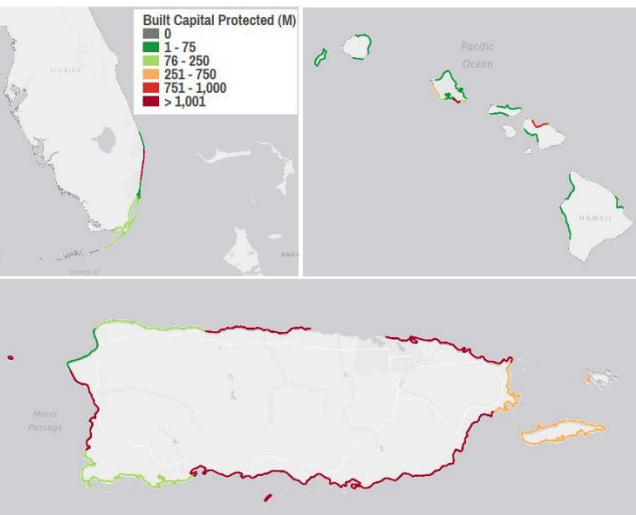 Built Capital Protected (M)
0
1 - 75
76 - 250
251 - 750
751 - 1,000
> 1,001
FLORIDA
Pacific
Ocean
HAWAII
Mona
Passage